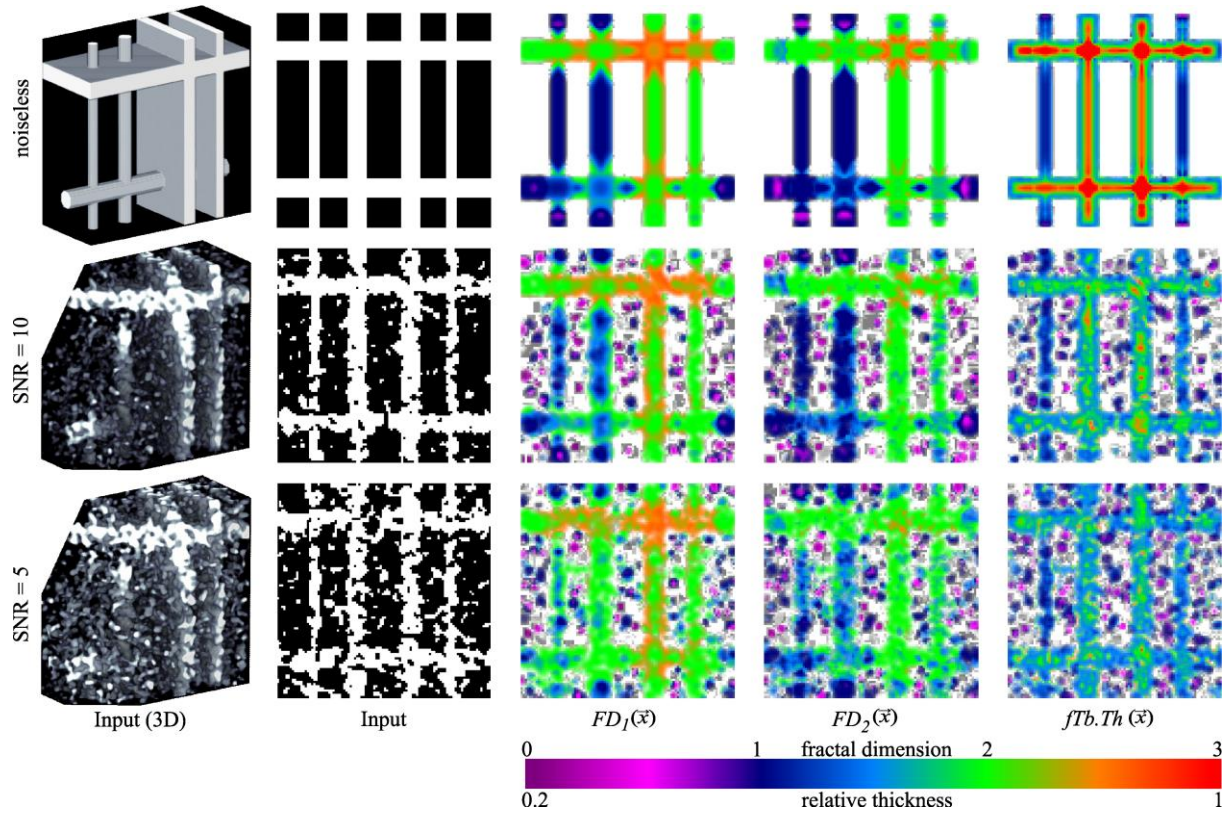 noiseless
SNR = 10
SNR = 5
Input (3D)
Input
FD₁(x⃗)
FD₂(x⃗)
fTb.Th (x⃗)
0 1 fractal dimension 2 3
0.2 relative thickness 1